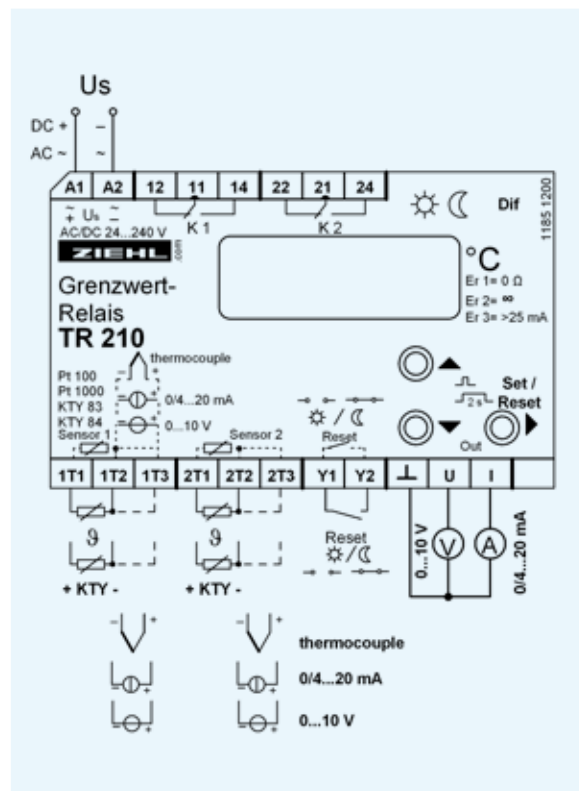 Us
DC + –
AC ~ ~
A1 A2 12 11 14 22 21 24
~ ~
+ Us –
K 1 K 2
Dif
1185 1200
AC/DC 24...240 V
ZIEHL.com
°C
Er 1= 0 Ω
Er 2= ∞
Er 3= >25 mA
Grenzwert-
Relais
TR 210
thermocouple
– +
Pt 100
Pt 1000
KTY 83
KTY 84
– + 0/4...20 mA
– + 0...10 V
Set /
Reset
2 s
Out
Sensor 1 Sensor 2
/
Reset
1T1 1T2 1T3 2T1 2T2 2T3 Y1 Y2 ⊥ U I
ϑ ϑ
+ KTY - + KTY -
Reset
/
0...10 V
V
A
0/4...20 mA
– + – + thermocouple
– + – + 0/4...20 mA
– + – + 0...10 V